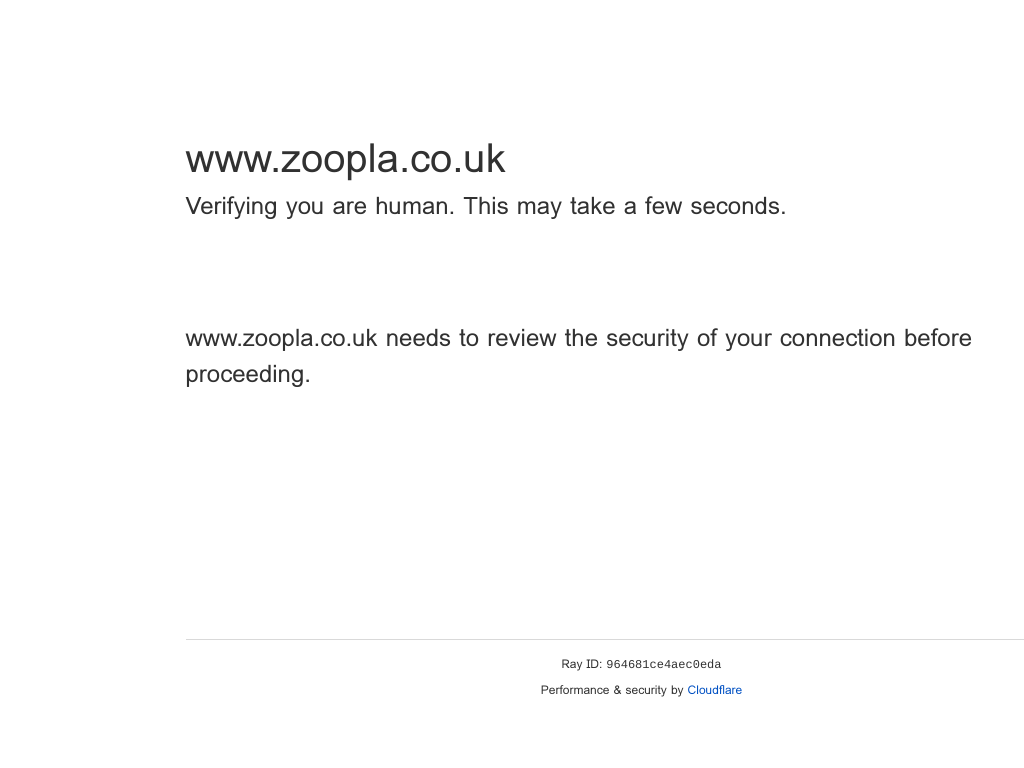 www.zoopla.co.uk
Verifying you are human. This may take a few seconds.
www.zoopla.co.uk needs to review the security of your connection before
proceeding.
Ray ID: 964681ce4aec0eda
Performance & security by Cloudflare